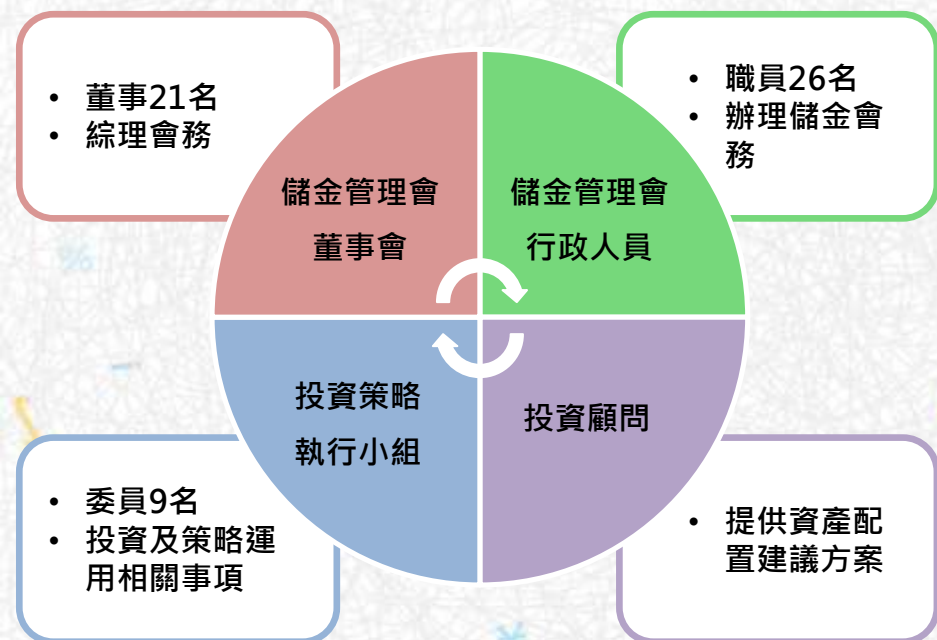 • 董事21名
• 綜理會務
• 職員26名
• 辦理儲金會
務
儲金管理會
董事會
儲金管理會
行政人員
投資策略
執行小組
投資顧問
• 委員9名
• 投資及策略運
用相關事項
• 提供資產配
置建議方案